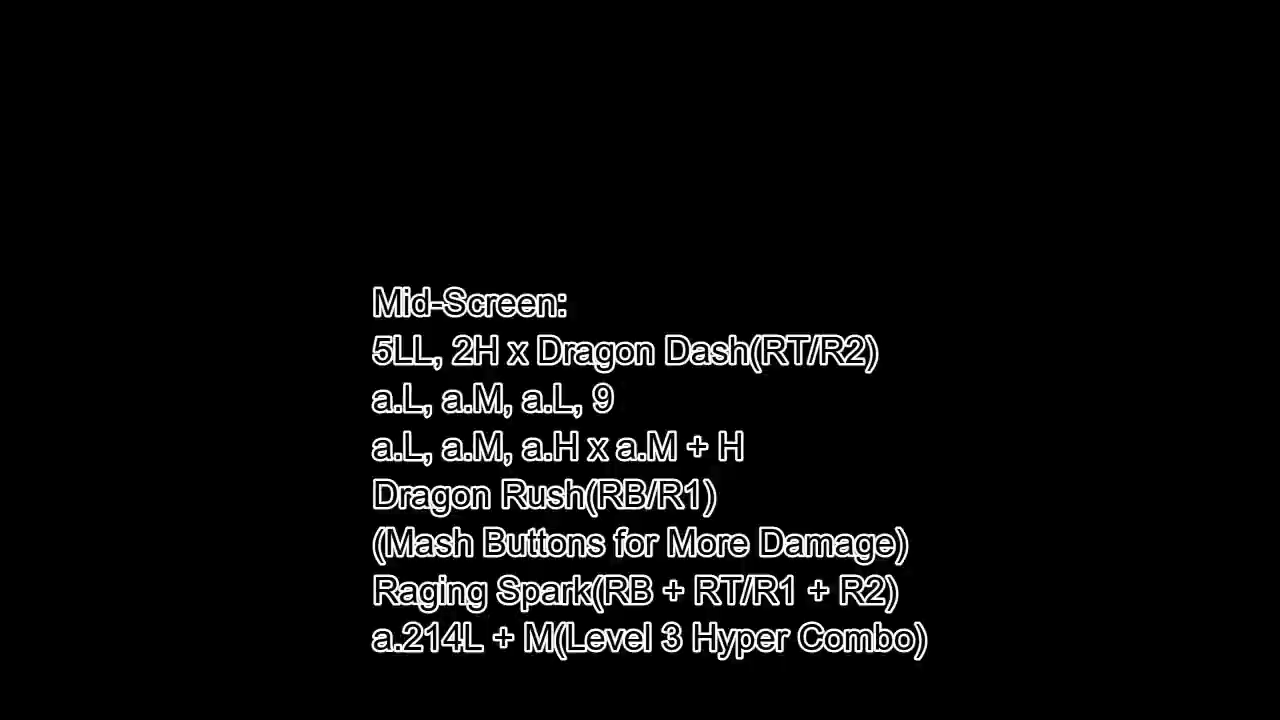 Mid-Screen:
5LL, 2H x Dragon Dash(RT/R2)
a.L, a.M, a.L, 9
a.L, a.M, a.H x a.M + H
Dragon Rush(RB/R1)
(Mash Buttons for More Damage)
Raging Spark(RB + RT/R1 + R2)
a.214L + M(Level 3 Hyper Combo)